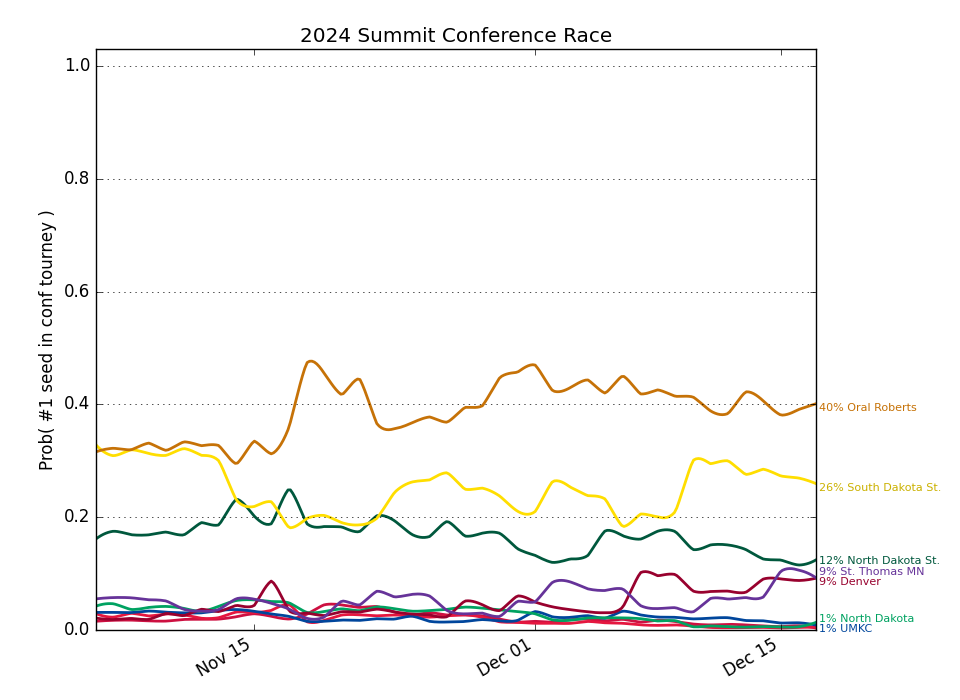 2024 Summit Conference Race
Prob( #1 seed in conf tourney )
1.0
0.8
0.6
0.4
0.2
0.0
40% Oral Roberts
26% South Dakota St.
12% North Dakota St.
9% St. Thomas MN
9% Denver
1% North Dakota
1% UMKC
Nov 15
Dec 01
Dec 15